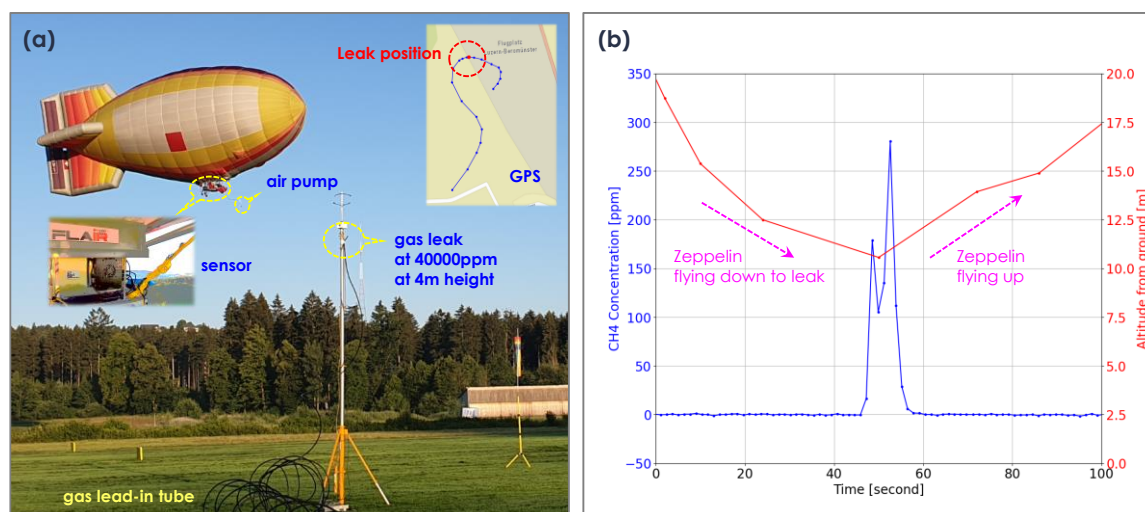 (a)
Leak position
Flugplatz
GPS
air pump
FLAIR
sensor
gas leak
at 40000ppm
at 4m height
gas lead-in tube
(b)
350
300
250
200
150
100
50
0
−50
CH4 Concentration [ppm]
20.0
17.5
15.0
12.5
10.0
7.5
5.0
2.5
0.0
Altitude from ground [m]
Zeppelin
flying down to leak
Zeppelin
flying up
0
20
40
60
80
100
Time [second]